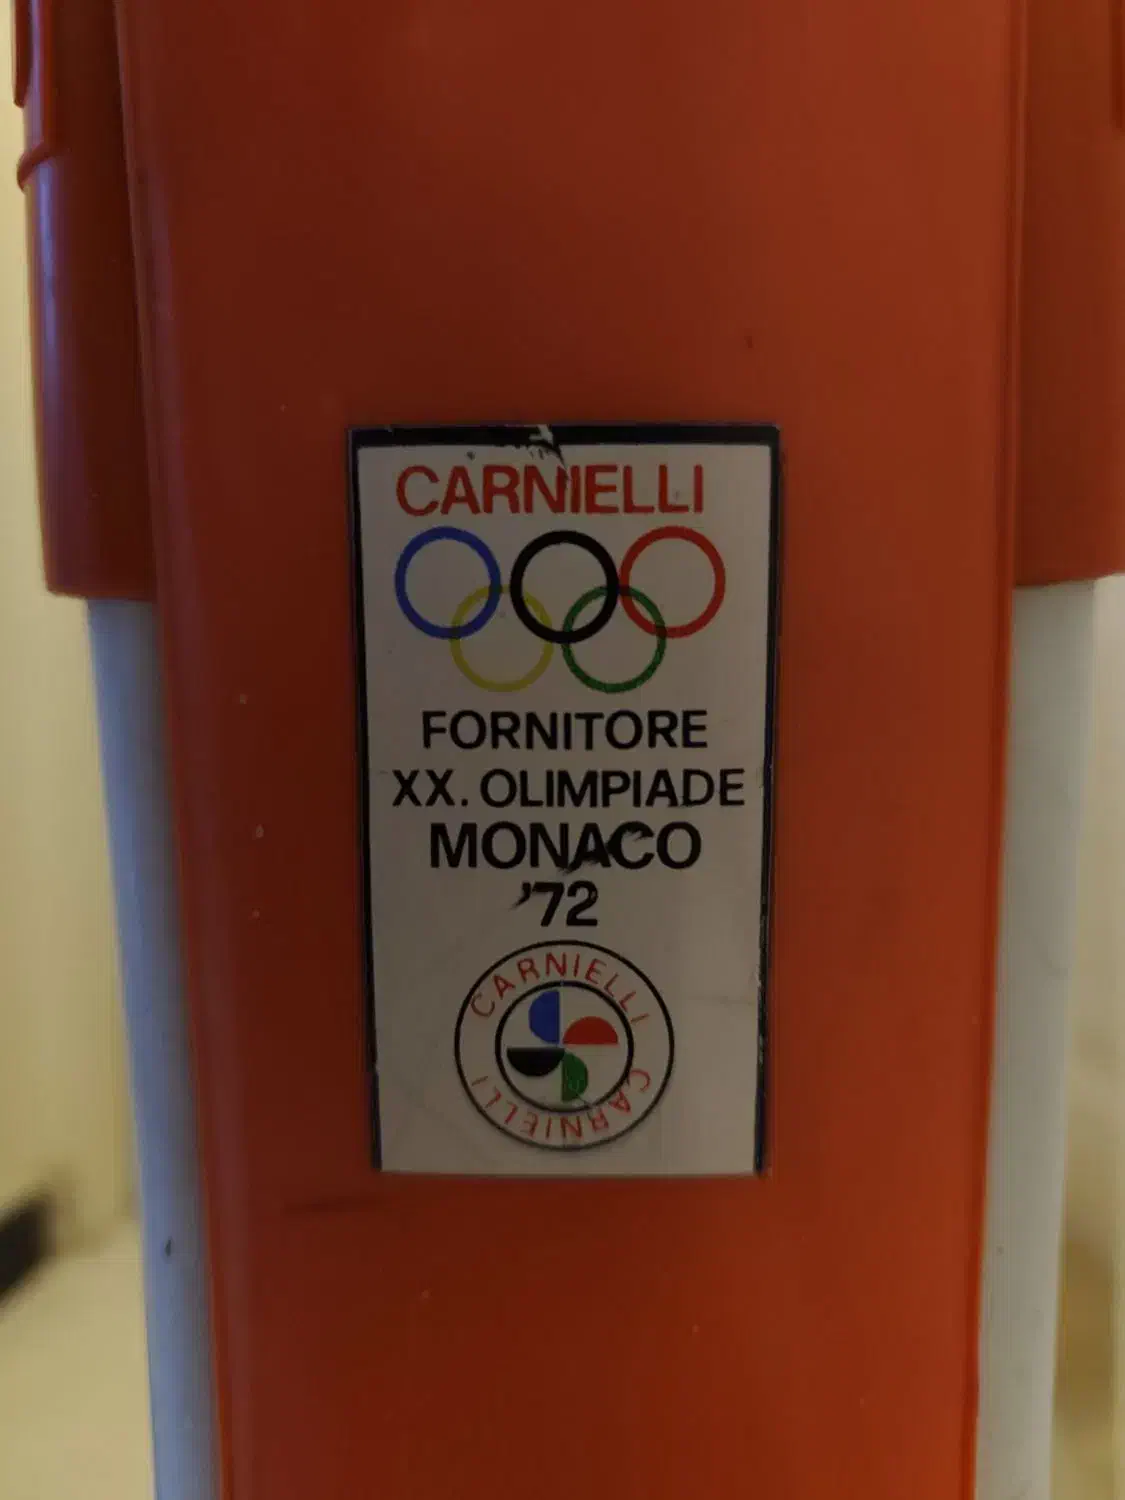 CARNIELLI
FORNITORE
XX. OLIMPIADE
MONACO
'72
CARNIELLI
CARNIELLI